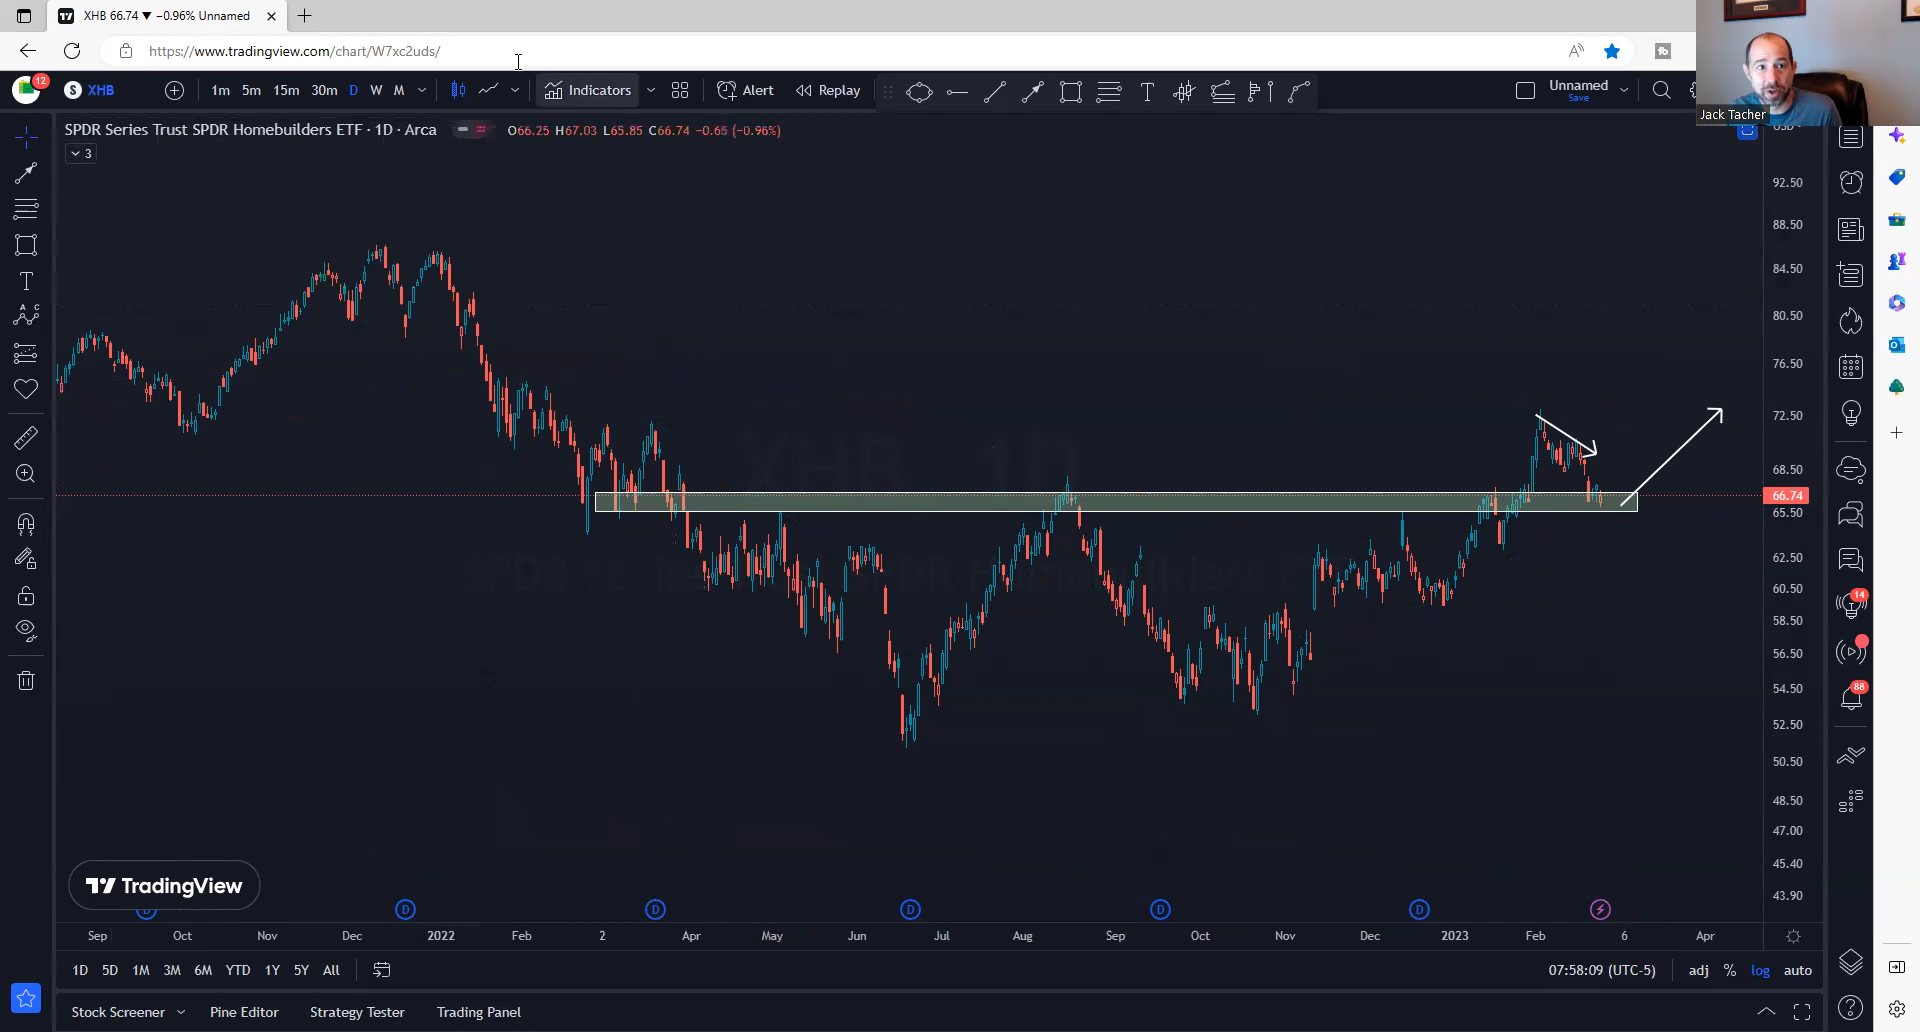 XHB 66.74 ▼ −0.96% Unnamed
https://www.tradingview.com/chart/W7xc2uds/
12
S XHB
1m 5m 15m 30m D W M
Indicators
Alert
Replay
Unnamed
Save
Jack Tacher
SPDR Series Trust SPDR Homebuilders ETF · 1D · Arca
O66.25 H67.03 L65.85 C66.74 −0.65 (−0.96%)
3
92.50
88.50
84.50
80.50
76.50
72.50
68.50
66.74
65.50
62.50
60.50
58.50
56.50
54.50
52.50
50.50
48.50
47.00
45.40
43.90
XHB, 1D
14
88
TradingView
D D D D D D
Sep Oct Nov Dec 2022 Feb 2 Apr May Jun Jul Aug Sep Oct Nov Dec 2023 Feb 6 Apr
1D 5D 1M 3M 6M YTD 1Y 5Y All
07:58:09 (UTC-5)
adj % log auto
Stock Screener
Pine Editor
Strategy Tester
Trading Panel